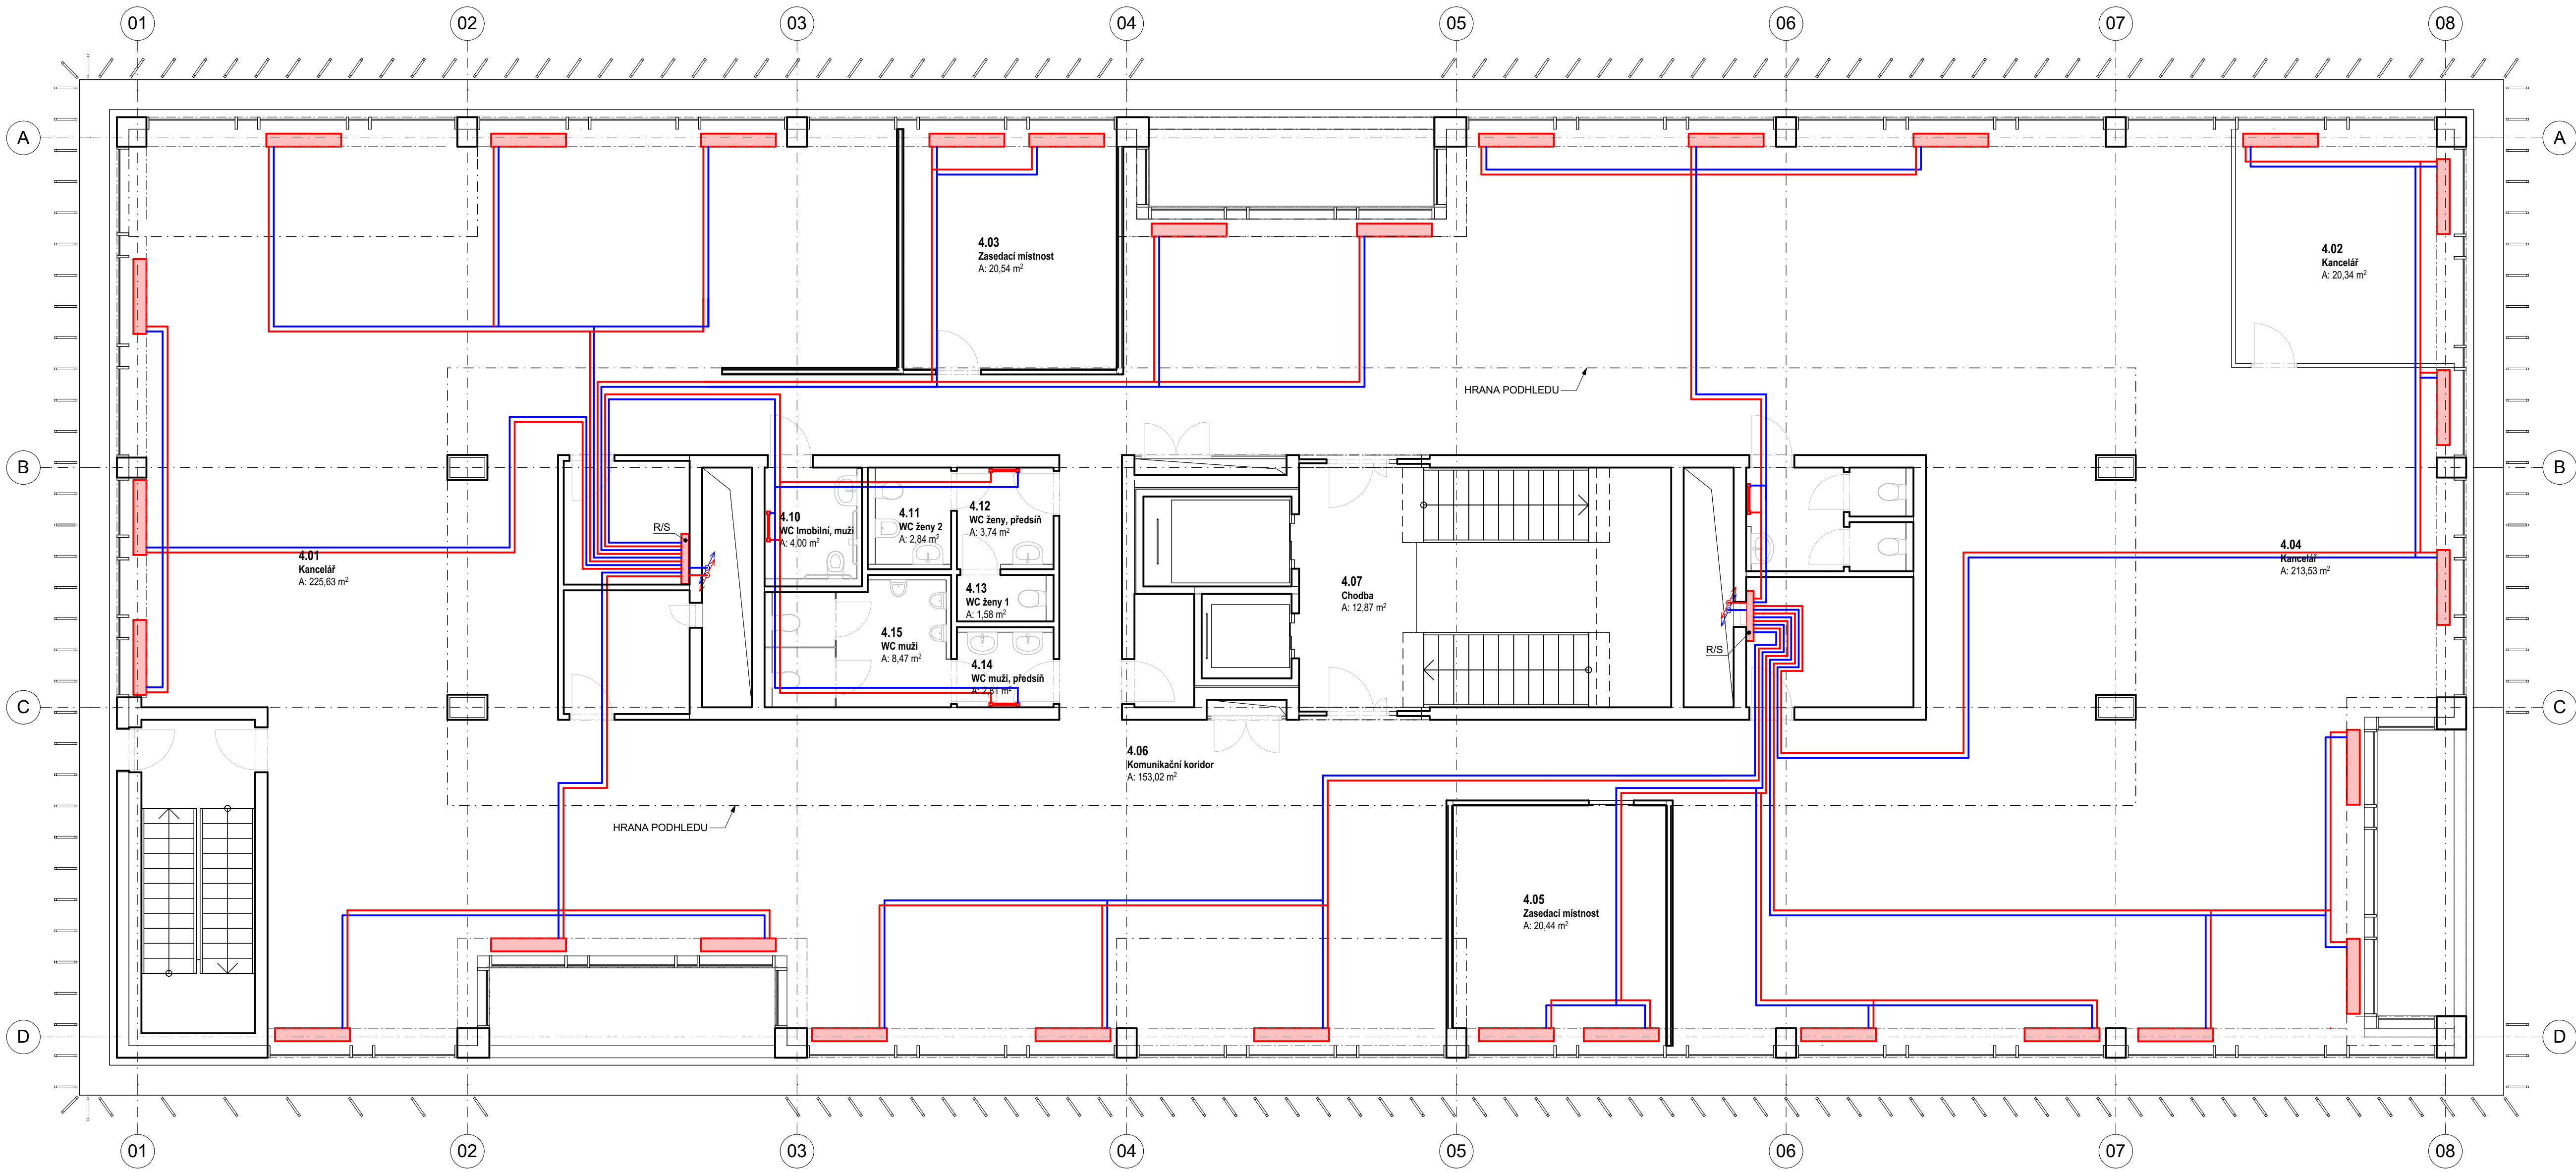 01 02 03 04 05 06 07 08
A A
4.03
Zasedací místnost
A: 20,54 m²
4.02
Kancelář
A: 20,34 m²
HRANA PODHLEDU
B B
R/S
4.10
WC Imobilní, muži
A: 4,00 m²
4.11
WC ženy 2
A: 2,84 m²
4.12
WC ženy, předsíň
A: 3,74 m²
4.01
Kancelář
A: 225,63 m²
4.04
Kancelář
A: 213,53 m²
4.13
WC ženy 1
A: 1,58 m²
4.07
Chodba
A: 12,87 m²
4.15
WC muži
A: 8,47 m²
R/S
4.14
WC muži, předsíň
A: 2,81 m²
C C
4.06
Komunikační koridor
A: 153,02 m²
HRANA PODHLEDU
4.05
Zasedací místnost
A: 20,44 m²
D D
01 02 03 04 05 06 07 08